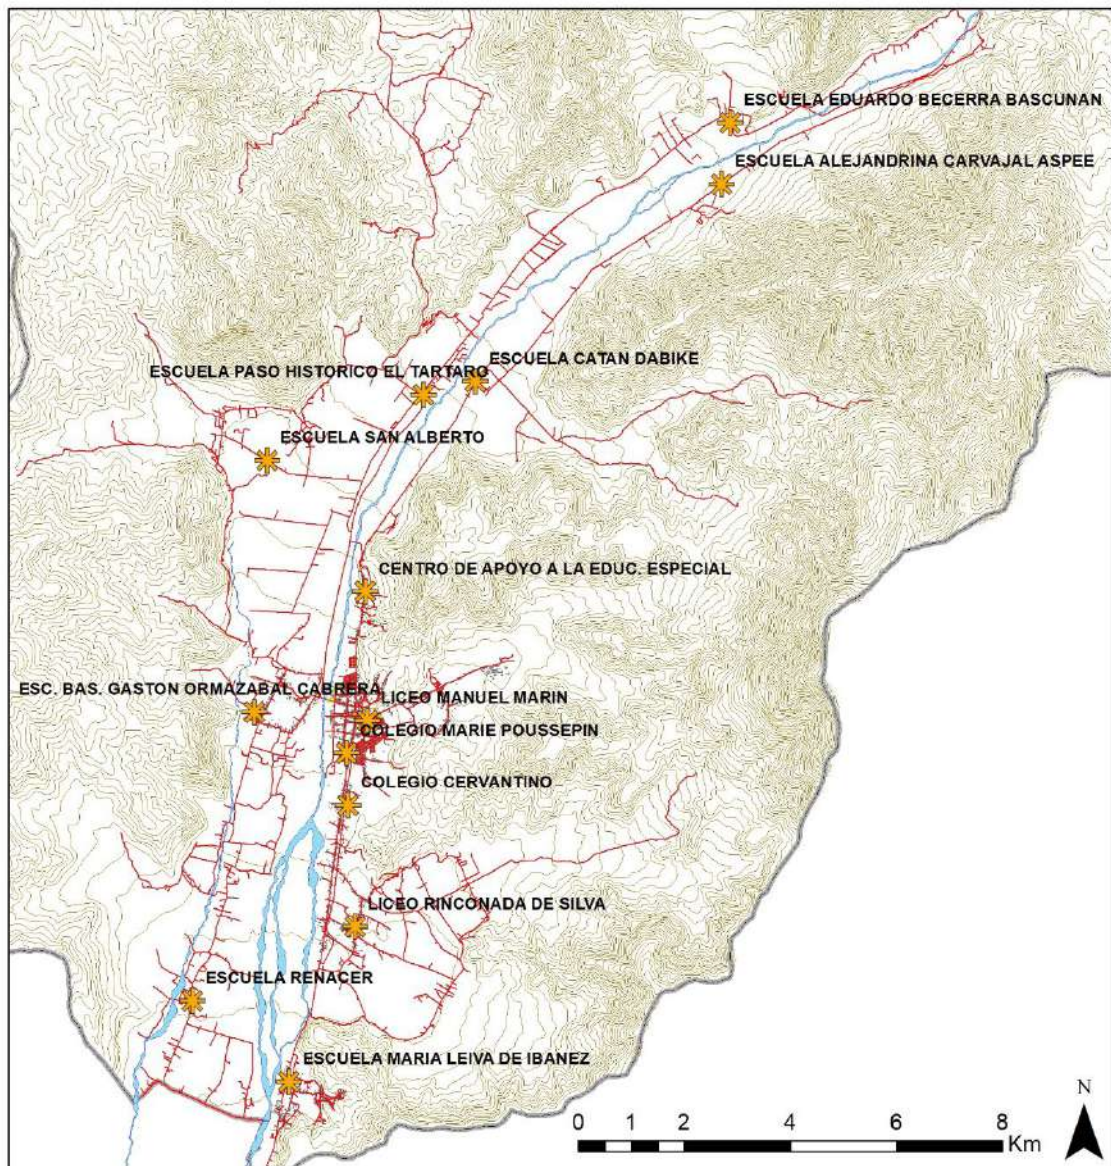 ESCUELA EDUARDO BECERRA BASCUNAN
ESCUELA ALEJANDRINA CARVAJAL ASPEE
ESCUELA CATAN DABIKE
ESCUELA PASO HISTORICO EL TARTARO
ESCUELA SAN ALBERTO
CENTRO DE APOYO A LA EDUC. ESPECIAL
ESC. BAS. GASTON ORMAZABAL CABRERA
LICEO MANUEL MARIN
COLEGIO MARIE POUSSEPIN
COLEGIO CERVANTINO
LICEO RINCONADA DE SILVA
ESCUELA RENACER
ESCUELA MARIA LEIVA DE IBANEZ
N
0 1 2 4 6 8
Km